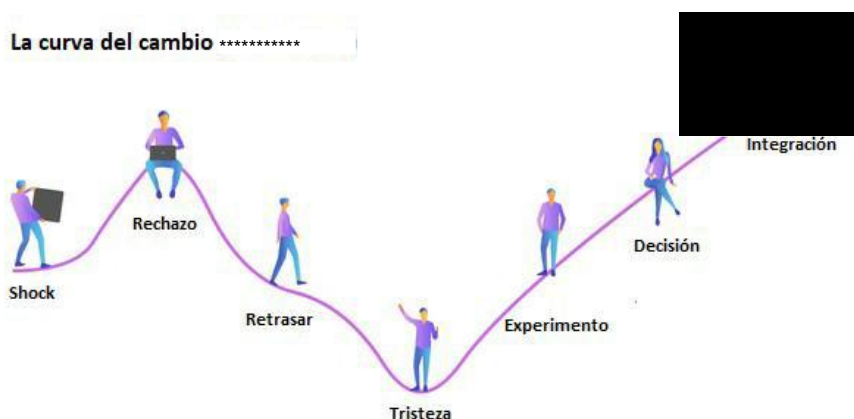 La curva del cambio ***********
Integración
Rechazo
Decisión
Shock
Retrasar
Experimento
Tristeza